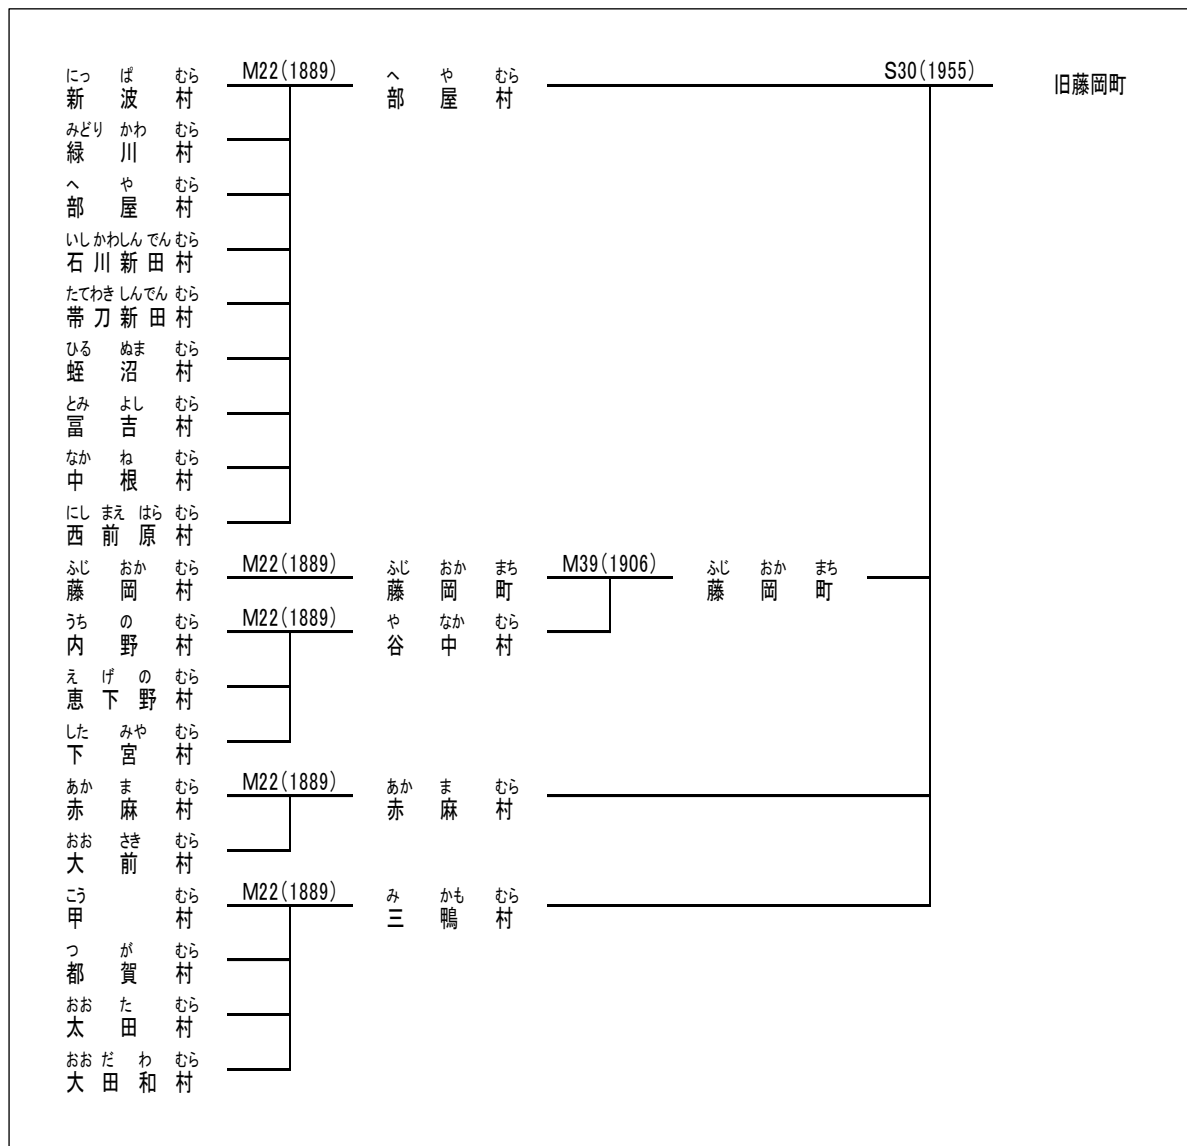 にっ ぱ むら M22(1889) へ や むら S30(1955)
新 波 村 部 屋 村 旧藤岡町
みどり かわ むら
緑 川 村
へ や むら
部 屋 村
いしかわしんでんむら
石川新田村
たてわきしんでんむら
帯刀新田村
ひる ぬま むら
蛭 沼 村
とみ よし むら
冨 吉 村
なか ね むら
中 根 村
にし まえ はら むら
西 前 原 村
ふじ おか むら M22(1889) ふじ おか まち M39(1906) ふじ おか まち
藤 岡 村 藤 岡 町 藤 岡 町
うち の むら M22(1889) や なか むら
内 野 村 谷 中 村
え げ の むら
恵 下 野 村
した みや むら
下 宮 村
あか ま むら M22(1889) あか ま むら
赤 麻 村 赤 麻 村
おお さき むら
大 前 村
こう むら M22(1889) み かも むら
甲 村 三 鴨 村
つ が むら
都 賀 村
おお た むら
太 田 村
おお だ わ むら
大 田 和 村